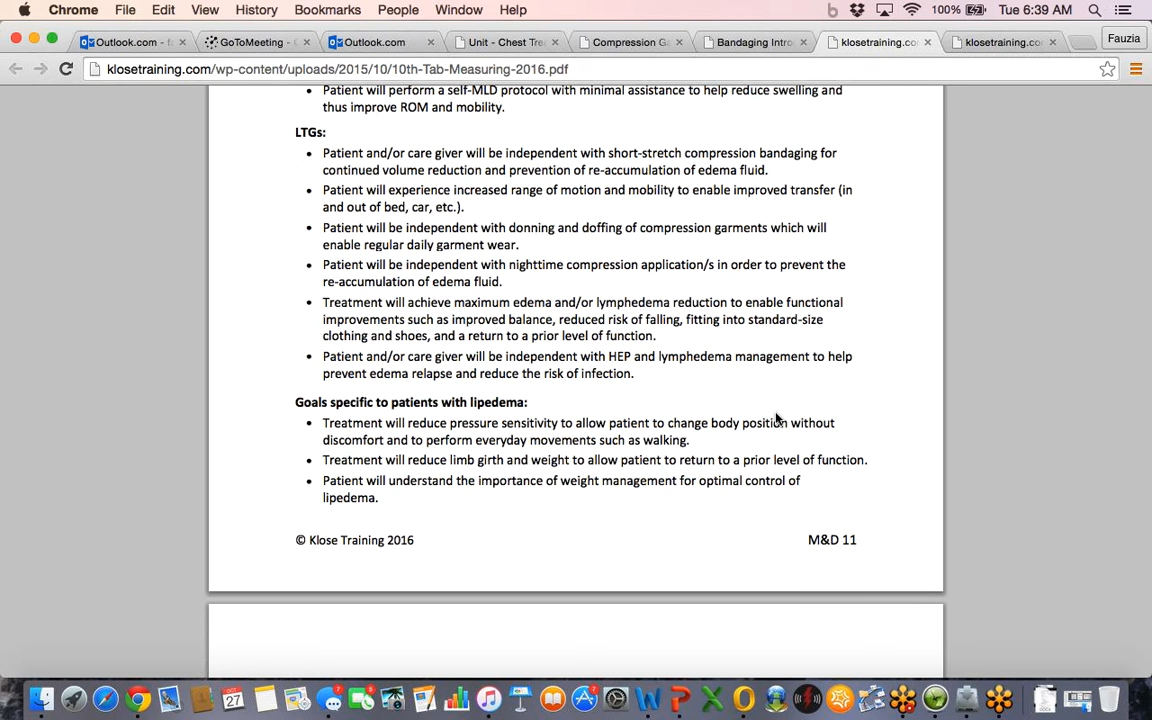 Chrome File Edit View History Bookmarks People Window Help 100% Tue 6:39 AM
Outlook.com - f GoToMeeting - Outlook.com Unit - Chest Tre Compression Ga Bandaging Intro klosetraining.co klosetraining.co Fauzia
klosetraining.com/wp-content/uploads/2015/10/10th-Tab-Measuring-2016.pdf
• Patient will perform a self-MLD protocol with minimal assistance to help reduce swelling and
thus improve ROM and mobility.
LTGs:
• Patient and/or care giver will be independent with short-stretch compression bandaging for
continued volume reduction and prevention of re-accumulation of edema fluid.
• Patient will experience increased range of motion and mobility to enable improved transfer (in
and out of bed, car, etc.).
• Patient will be independent with donning and doffing of compression garments which will
enable regular daily garment wear.
• Patient will be independent with nighttime compression application/s in order to prevent the
re-accumulation of edema fluid.
• Treatment will achieve maximum edema and/or lymphedema reduction to enable functional
improvements such as improved balance, reduced risk of falling, fitting into standard-size
clothing and shoes, and a return to a prior level of function.
• Patient and/or care giver will be independent with HEP and lymphedema management to help
prevent edema relapse and reduce the risk of infection.
Goals specific to patients with lipedema:
• Treatment will reduce pressure sensitivity to allow patient to change body position without
discomfort and to perform everyday movements such as walking.
• Treatment will reduce limb girth and weight to allow patient to return to a prior level of function.
• Patient will understand the importance of weight management for optimal control of
lipedema.
© Klose Training 2016 M&D 11